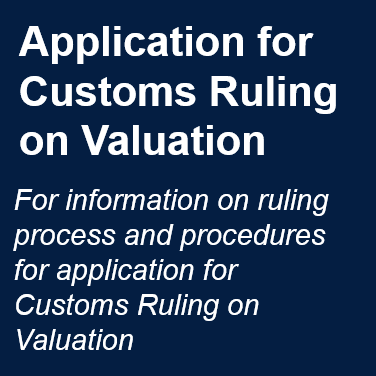 Application for
Customs Ruling
on Valuation
For information on ruling
process and procedures
for application for
Customs Ruling on
Valuation